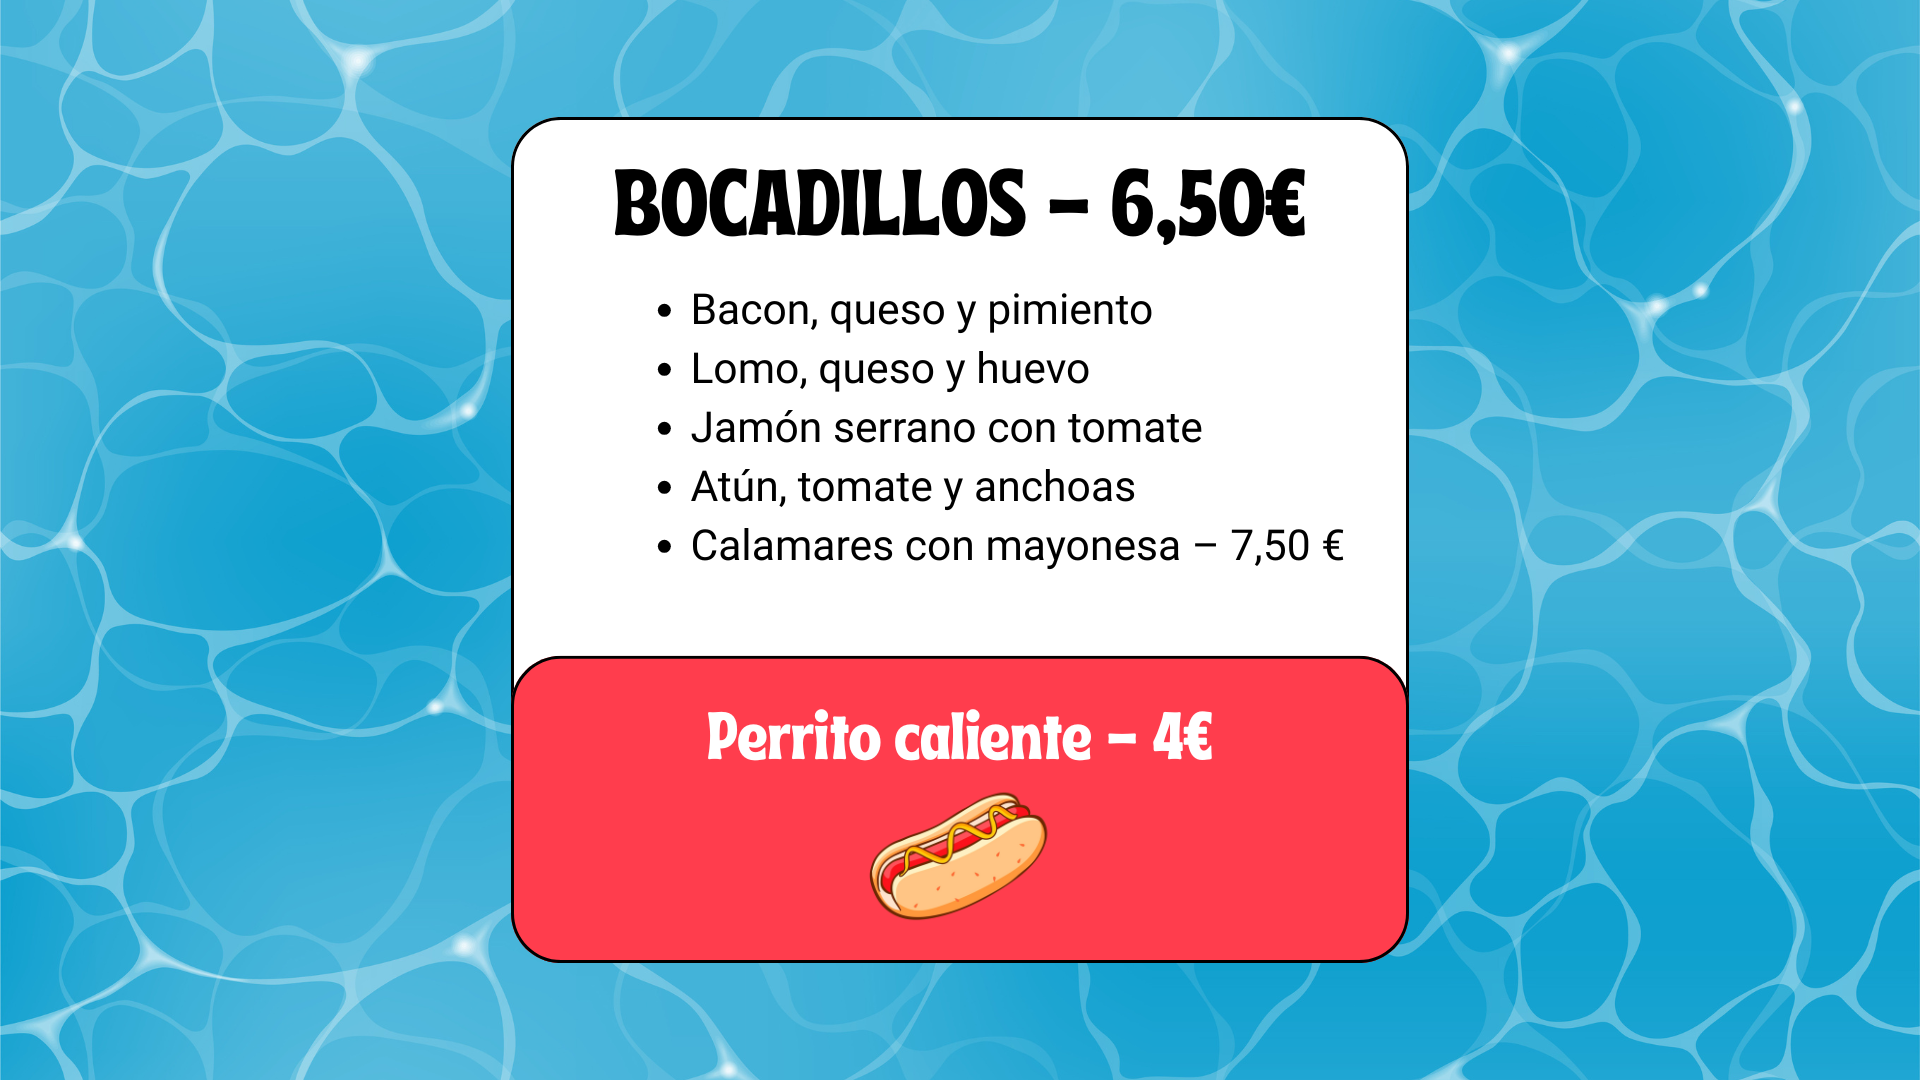 BOCADILLOS – 6,50€
• Bacon, queso y pimiento
• Lomo, queso y huevo
• Jamón serrano con tomate
• Atún, tomate y anchoas
• Calamares con mayonesa – 7,50 €
Perrito caliente – 4€